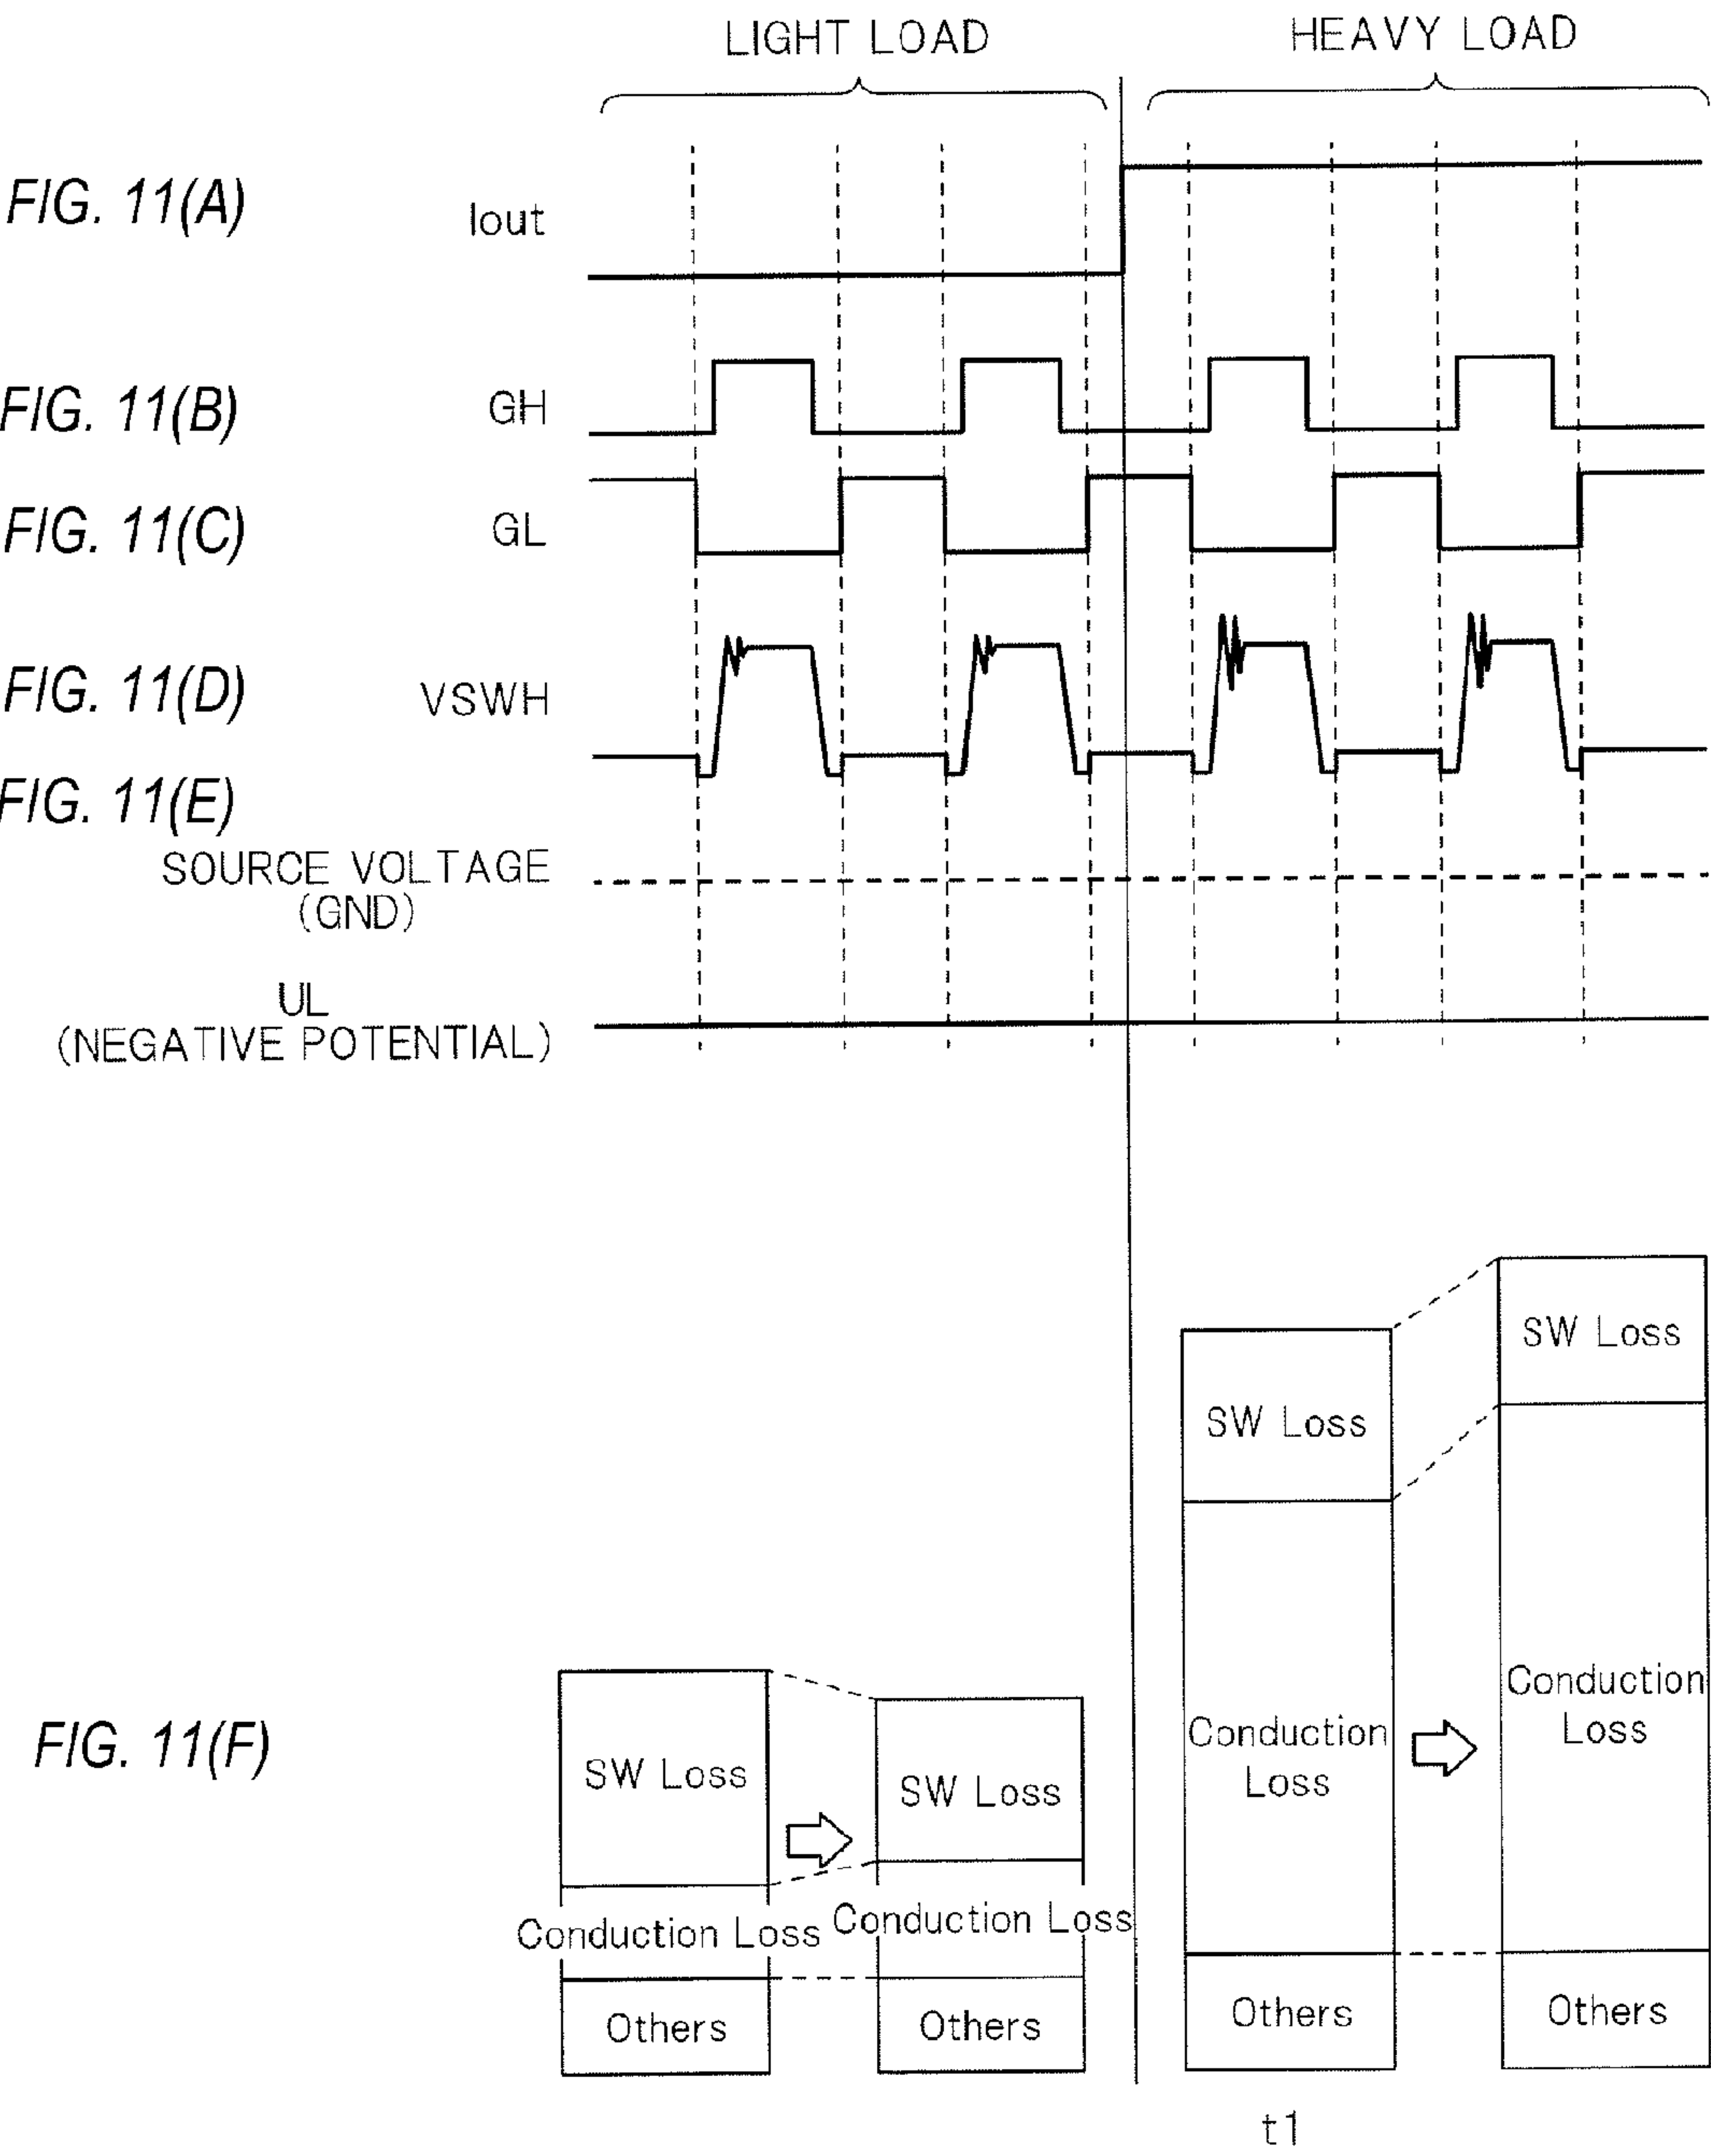 LIGHT LOAD
HEAVY LOAD
FIG. 11(A)
Iout
FIG. 11(B)
GH
FIG. 11(C)
GL
FIG. 11(D)
VSWH
FIG. 11(E)
SOURCE VOLTAGE
(GND)
UL
(NEGATIVE POTENTIAL)
FIG. 11(F)
SW Loss
Conduction Loss
Others
SW Loss
Conduction Loss
Others
SW Loss
Conduction
Loss
Others
SW Loss
Conduction
Loss
Others
t1